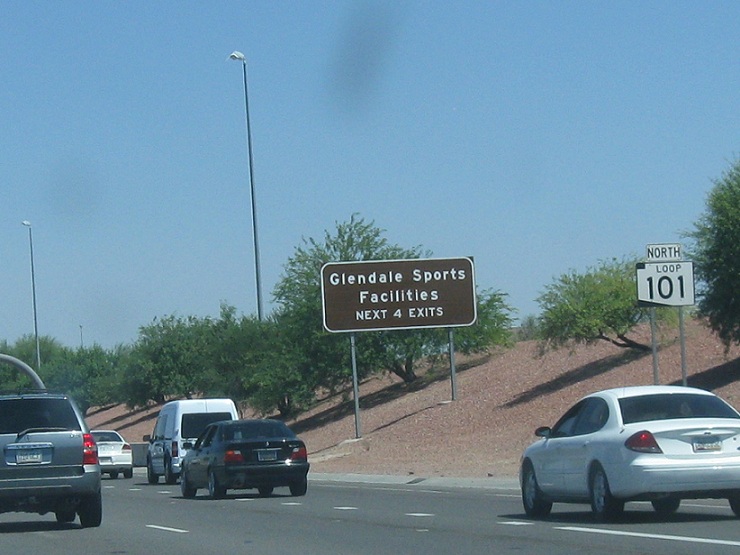 Glendale Sports
Facilities
NEXT 4 EXITS
NORTH
LOOP
101